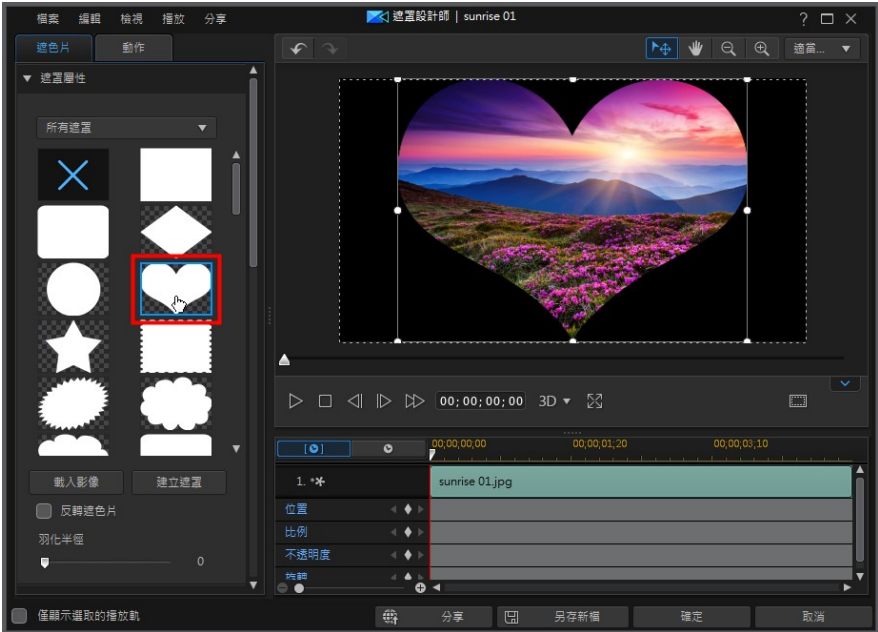 檔案 編輯 檢視 播放 分享 遮罩設計師 | sunrise 01 ?
遮色片 動作 適當...
遮罩屬性
所有遮罩
載入影像 建立遮罩
反轉遮色片
羽化半徑
0
00;00;00;00 3D
00;00;00;00 00;00;01;20 00;00;03;10
1. sunrise 01.jpg
位置
比例
不透明度
旋轉
僅顯示選取的播放軌 分享 另存新檔 確定 取消